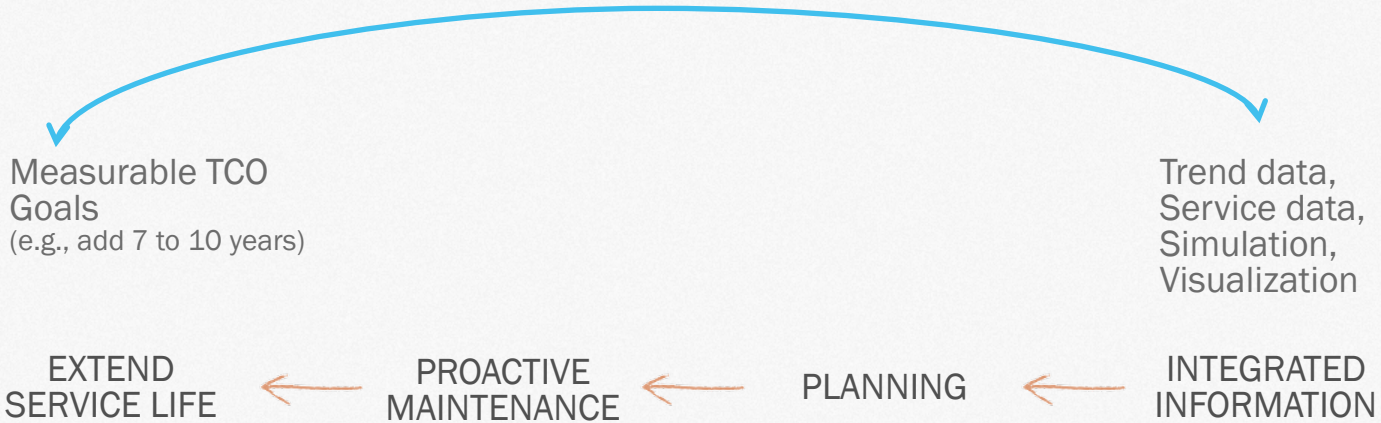 Measurable TCO
Goals
(e.g., add 7 to 10 years)
Trend data,
Service data,
Simulation,
Visualization
EXTEND
SERVICE LIFE
PROACTIVE
MAINTENANCE
PLANNING
INTEGRATED
INFORMATION